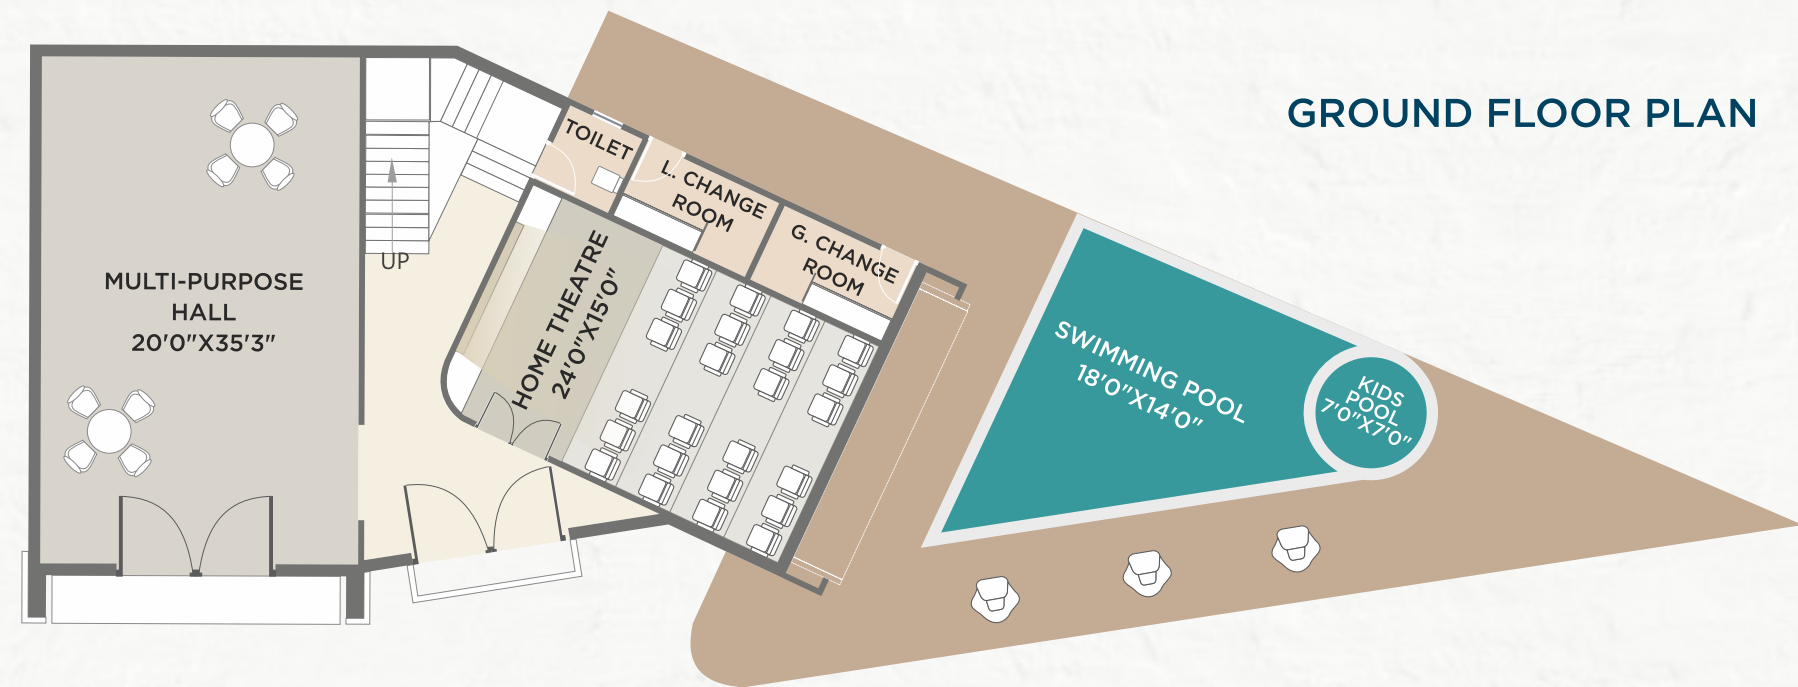 GROUND FLOOR PLAN
MULTI-PURPOSE
HALL
20'0"X35'3"
UP
TOILET
L. CHANGE
ROOM
G. CHANGE
ROOM
HOME THEATRE
24'0"X15'0"
SWIMMING POOL
18'0"X14'0"
KIDS
POOL
7'0"X7'0"